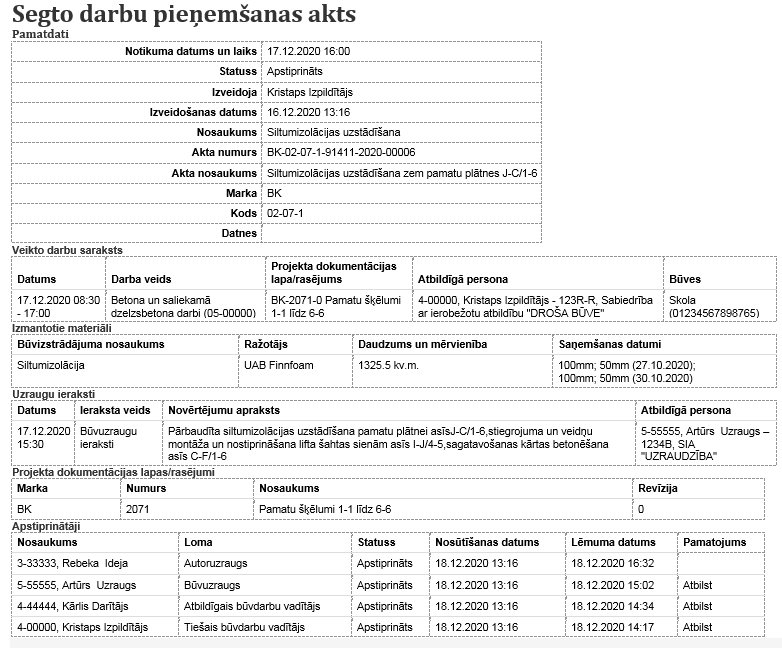 Segto darbu pieņemšanas akts
Pamatdati
Notikuma datums un laiks 17.12.2020 16:00
Statuss Apstiprināts
Izveidoja Kristaps Izpildītājs
Izveidošanas datums 16.12.2020 13:16
Nosaukums Siltumizolācijas uzstādīšana
Akta numurs BK-02-07-1-91411-2020-00006
Akta nosaukums Siltumizolācijas uzstādīšana zem pamatu plātnes J-C/1-6
Marka BK
Kods 02-07-1
Datnes
Veikto darbu saraksts
Datums Darba veids Projekta dokumentācijas lapa/rasējums Atbildīgā persona Būves
17.12.2020 08:30 Betona un saliekamā BK-2071-0 Pamatu šķēlumi 4-00000, Kristaps Izpildītājs - 123R-R, Sabiedrība Skola
- 17:00 dzelzsbetona darbi (05-00000) 1-1 līdz 6-6 ar ierobežotu atbildību "DROŠA BŪVE" (01234567898765)
Izmantotie materiāli
Būvizstrādājuma nosaukums Ražotājs Daudzums un mērvienība Saņemšanas datumi
Siltumizolācija UAB Finnfoam 1325.5 kv.m. 100mm; 50mm (27.10.2020);
100mm; 50mm (30.10.2020)
Uzraugu ieraksti
Datums Ieraksta veids Novērtējumu apraksts Atbildīgā persona
17.12.2020 Būvuzraugu Pārbaudīta siltumizolācijas uzstādīšana pamatu plātnei asīsJ-C/1-6,stiegrojuma un veidņu 5-55555, Artūrs Uzraugs –
15:30 ieraksti montāža un nostiprināšana lifta šahtas sienām asīs I-J/4-5,sagatavošanas kārtas betonēšana 1234B, SIA
asīs C-F/1-6 "UZRAUDZĪBA"
Projekta dokumentācijas lapas/rasējumi
Marka Numurs Nosaukums Revīzija
BK 2071 Pamatu šķēlumi 1-1 līdz 6-6 0
Apstiprinātāji
Nosaukums Loma Statuss Nosūtīšanas datums Lēmuma datums Pamatojums
3-33333, Rebeka Ideja Autoruzraugs Apstiprināts 18.12.2020 13:16 18.12.2020 16:32
5-55555, Artūrs Uzraugs Būvuzraugs Apstiprināts 18.12.2020 13:16 18.12.2020 15:02 Atbilst
4-44444, Kārlis Darītājs Atbildīgais būvdarbu vadītājs Apstiprināts 18.12.2020 13:16 18.12.2020 14:34 Atbilst
4-00000, Kristaps Izpildītājs Tiešais būvdarbu vadītājs Apstiprināts 18.12.2020 13:16 18.12.2020 14:17 Atbilst